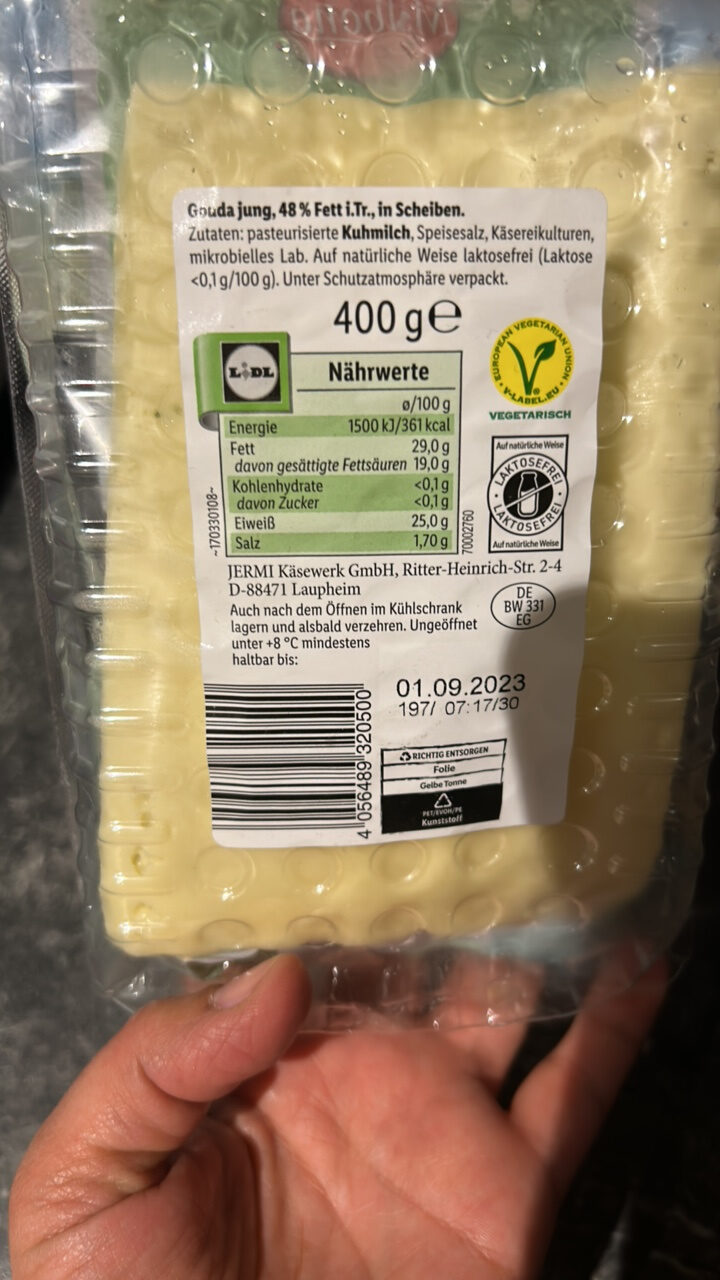 Milbona
Gouda jung, 48 % Fett i.Tr., in Scheiben.
Zutaten: pasteurisierte Kuhmilch, Speisesalz, Käsereikulturen,
mikrobielles Lab. Auf natürliche Weise laktosefrei (Laktose
<0,1 g/100 g). Unter Schutzatmosphäre verpackt.
400 g e
LIDL
Nährwerte
ø/100 g
Energie 1500 kJ/361 kcal
Fett 29,0 g
davon gesättigte Fettsäuren 19,0 g
Kohlenhydrate <0,1 g
davon Zucker <0,1 g
Eiweiß 25,0 g
Salz 1,70 g
~170330108~
70002760
EUROPEAN VEGETARIAN UNION
V-LABEL.EU
VEGETARISCH
Auf natürliche Weise
LAKTOSEFREI
LAKTOSEFREI
Auf natürliche Weise
JERMI Käsewerk GmbH, Ritter-Heinrich-Str. 2-4
D-88471 Laupheim
Auch nach dem Öffnen im Kühlschrank
lagern und alsbald verzehren. Ungeöffnet
unter +8 °C mindestens
haltbar bis:
DE
BW 331
EG
01.09.2023
197/ 07:17/30
4 056489 320500
RICHTIG ENTSORGEN
Folie
Gelbe Tonne
PET/EVOH/PE
Kunststoff